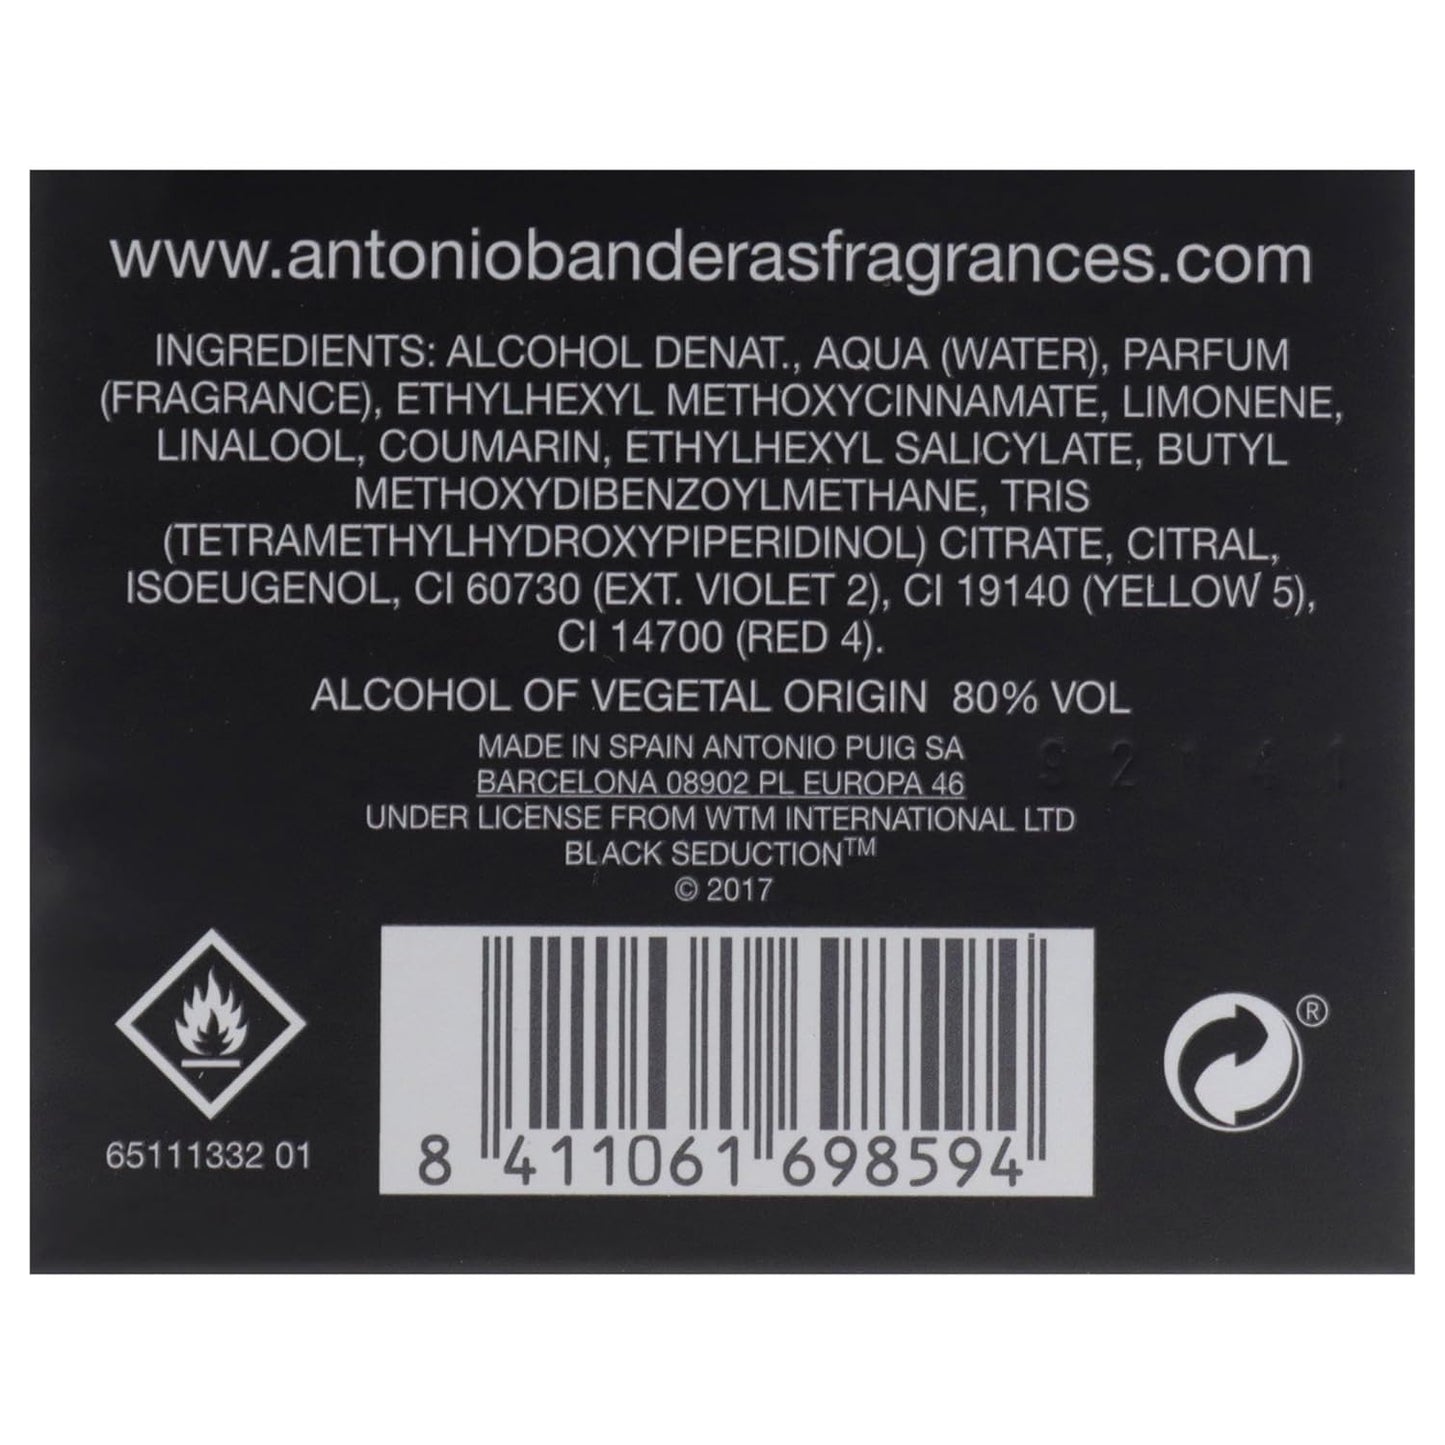 www.antoniobanderasfragrances.com
INGREDIENTS: ALCOHOL DENAT., AQUA (WATER), PARFUM
(FRAGRANCE), ETHYLHEXYL METHOXYCINNAMATE, LIMONENE,
LINALOOL, COUMARIN, ETHYLHEXYL SALICYLATE, BUTYL
METHOXYDIBENZOYLMETHANE, TRIS
(TETRAMETHYLHYDROXYPIPERIDINOL) CITRATE, CITRAL,
ISOEUGENOL, CI 60730 (EXT. VIOLET 2), CI 19140 (YELLOW 5),
CI 14700 (RED 4).
ALCOHOL OF VEGETAL ORIGIN 80% VOL
MADE IN SPAIN ANTONIO PUIG SA
BARCELONA 08902 PL EUROPA 46
UNDER LICENSE FROM WTM INTERNATIONAL LTD
BLACK SEDUCTION™
© 2017
92141
®
65111332 01
8 411061 698594